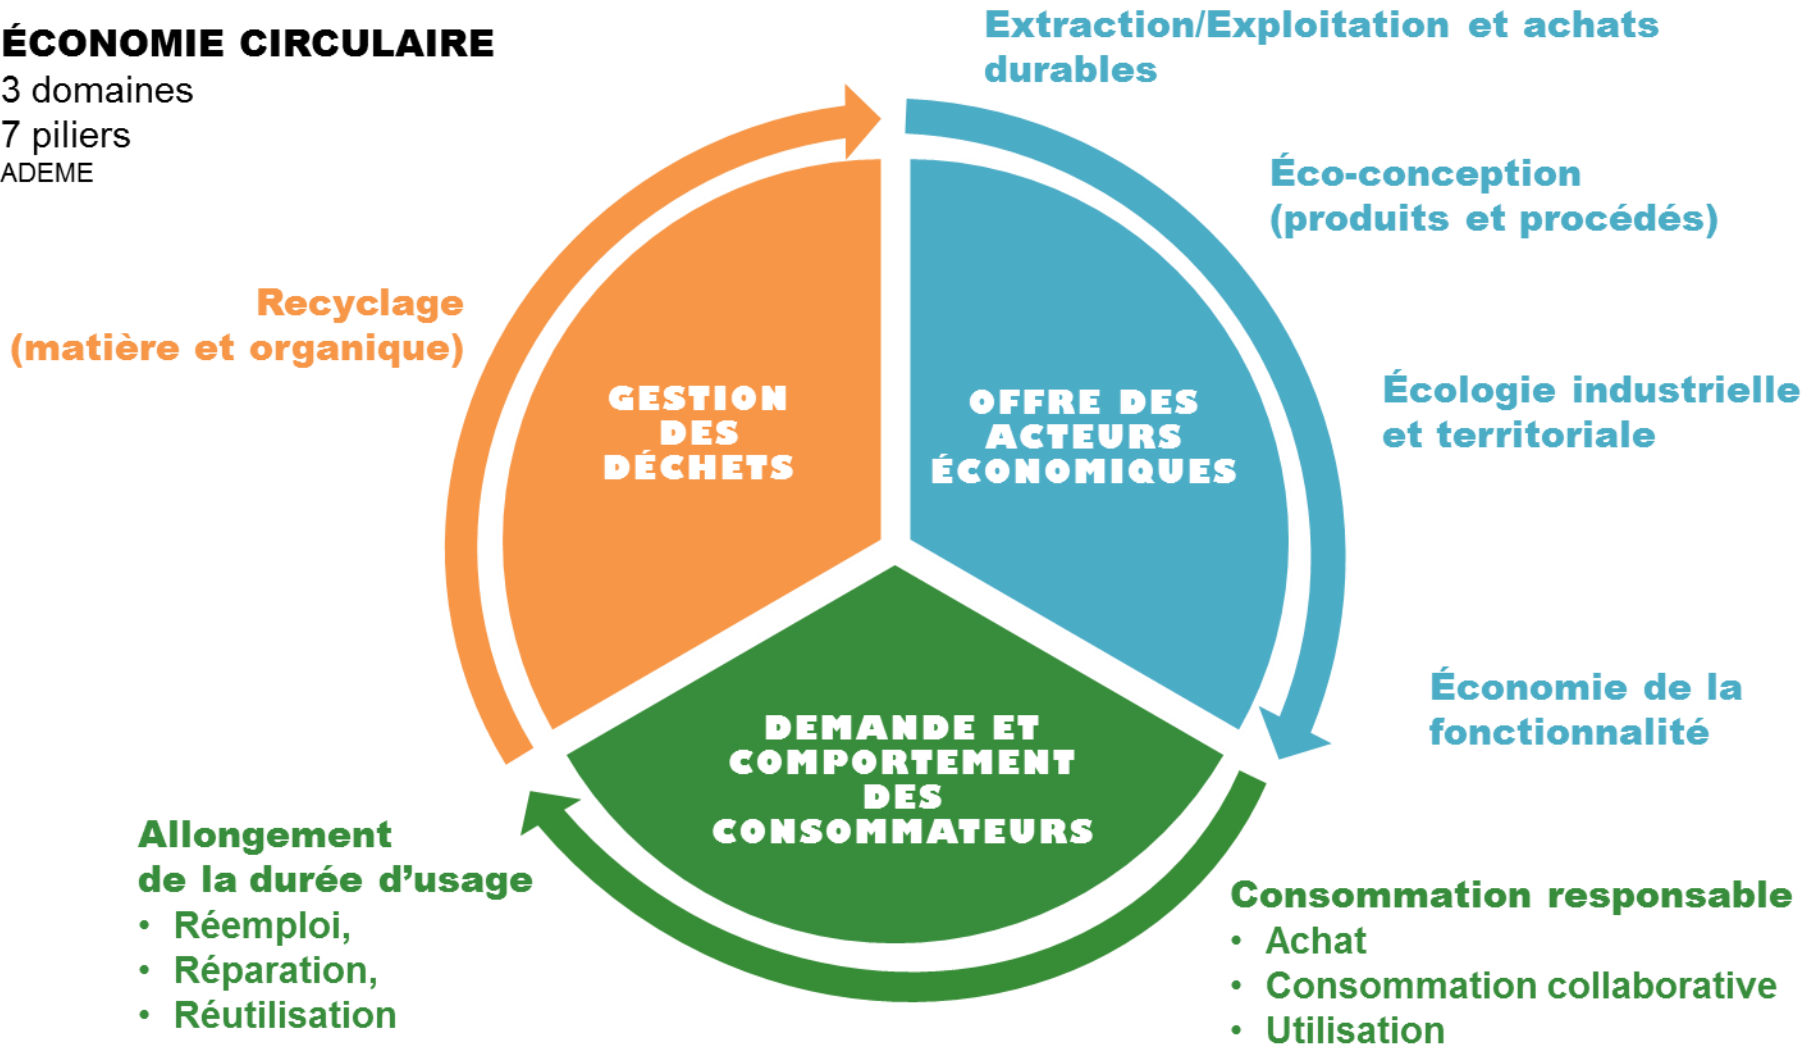 ÉCONOMIE CIRCULAIRE
3 domaines
7 piliers
ADEME
Extraction/Exploitation et achats
durables
Éco-conception
(produits et procédés)
Écologie industrielle
et territoriale
Économie de la
fonctionnalité
Consommation responsable
• Achat
• Consommation collaborative
• Utilisation
Allongement
de la durée d’usage
• Réemploi,
• Réparation,
• Réutilisation
Recyclage
(matière et organique)
GESTION
DES
DÉCHETS
OFFRE DES
ACTEURS
ÉCONOMIQUES
DEMANDE ET
COMPORTEMENT
DES
CONSOMMATEURS